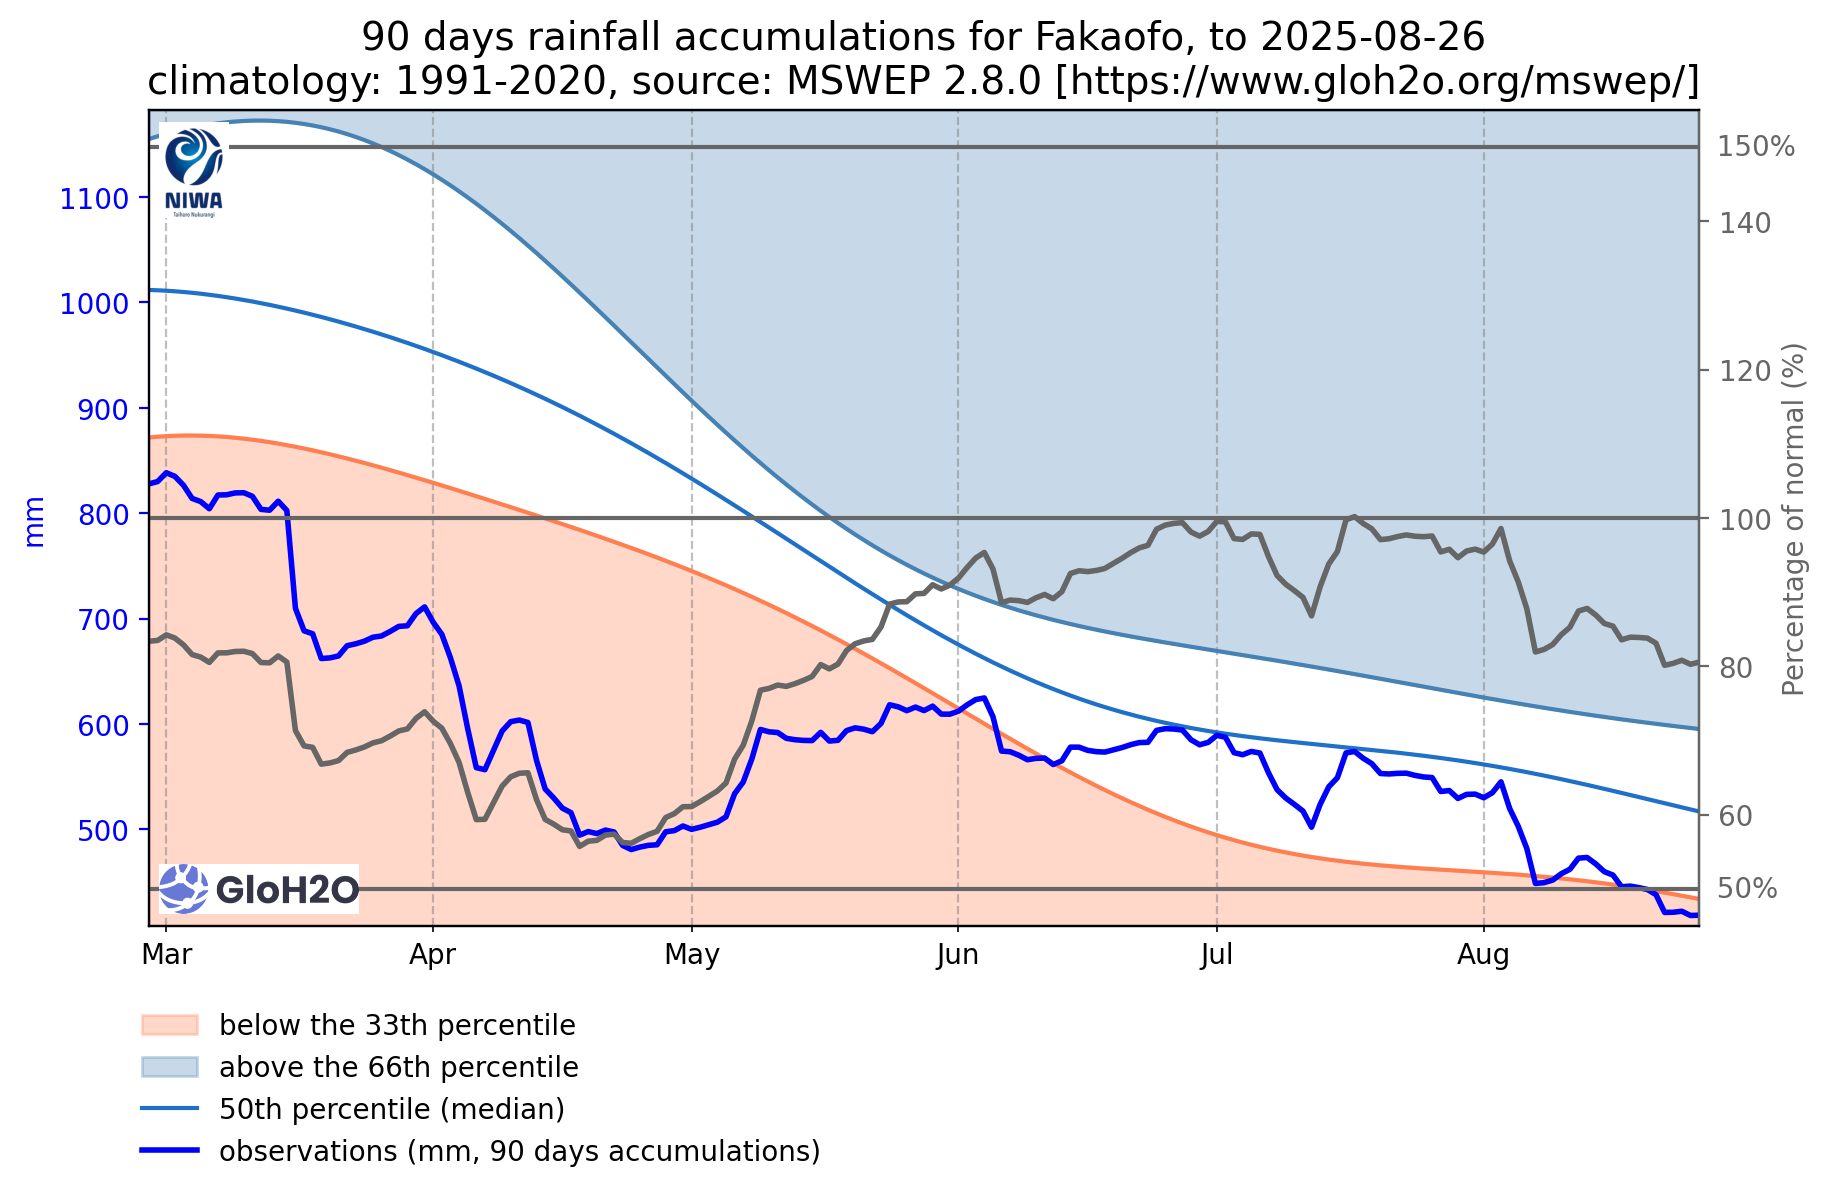 90 days rainfall accumulations for Fakaofo, to 2025-08-26
climatology: 1991-2020, source: MSWEP 2.8.0 [https://www.gloh2o.org/mswep/]
NIWA
Taihoro Nukurangi
1100
1000
900
800
700
600
500
mm
150%
140
120
100
80
60
50%
Percentage of normal (%)
GloH2O
Mar
Apr
May
Jun
Jul
Aug
below the 33th percentile
above the 66th percentile
50th percentile (median)
observations (mm, 90 days accumulations)